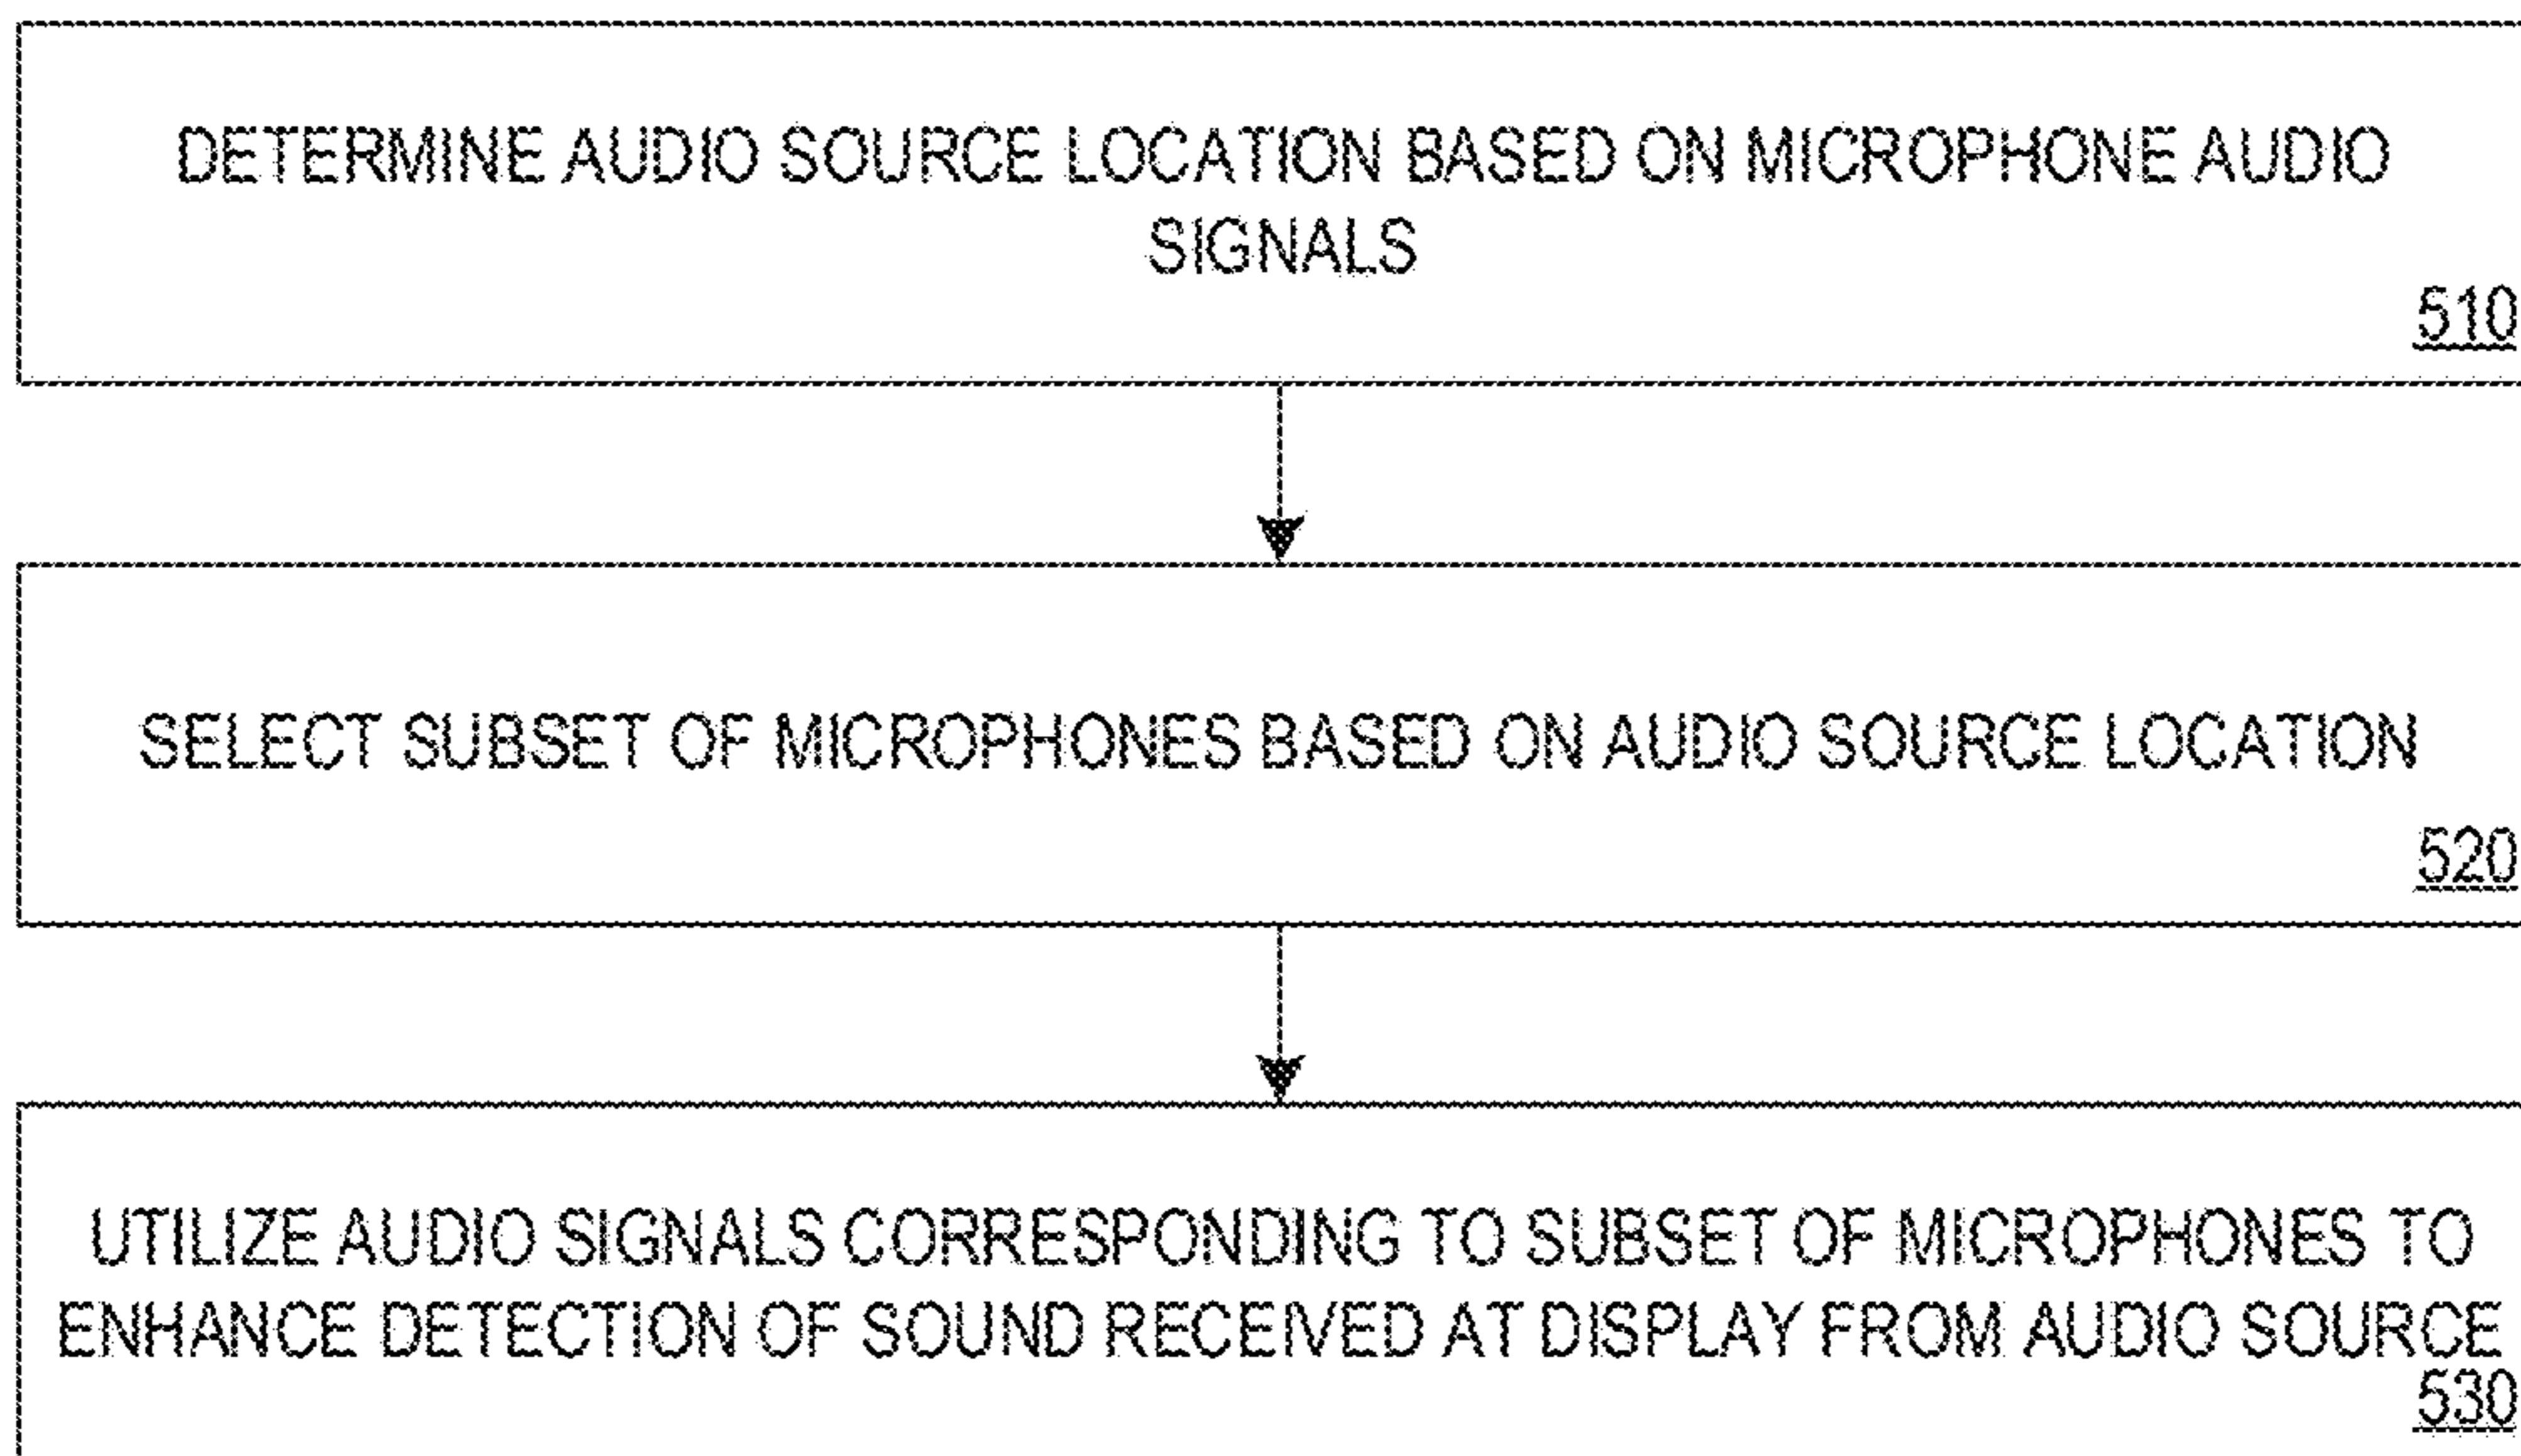 DETERMINE AUDIO SOURCE LOCATION BASED ON MICROPHONE AUDIO
SIGNALS
510
SELECT SUBSET OF MICROPHONES BASED ON AUDIO SOURCE LOCATION
520
UTILIZE AUDIO SIGNALS CORRESPONDING TO SUBSET OF MICROPHONES TO
ENHANCE DETECTION OF SOUND RECEIVED AT DISPLAY FROM AUDIO SOURCE
530